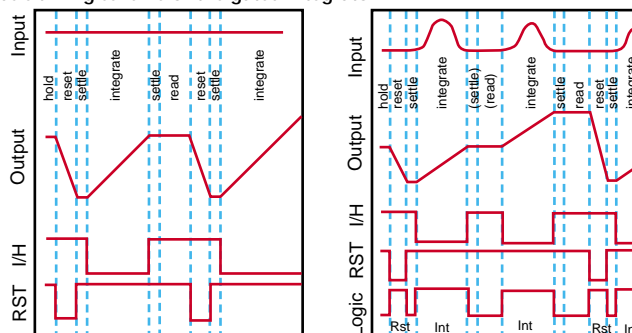 Input
hold
reset
settle
integrate
settle
read
reset
settle
integrate
Output
I/H
RST
Input
hold
reset
settle
integrate
(settle)
(read)
integrate
settle
read
reset
settle
integrate
Output
I/H
RST
Logic
Rst
Int
Int
Rst